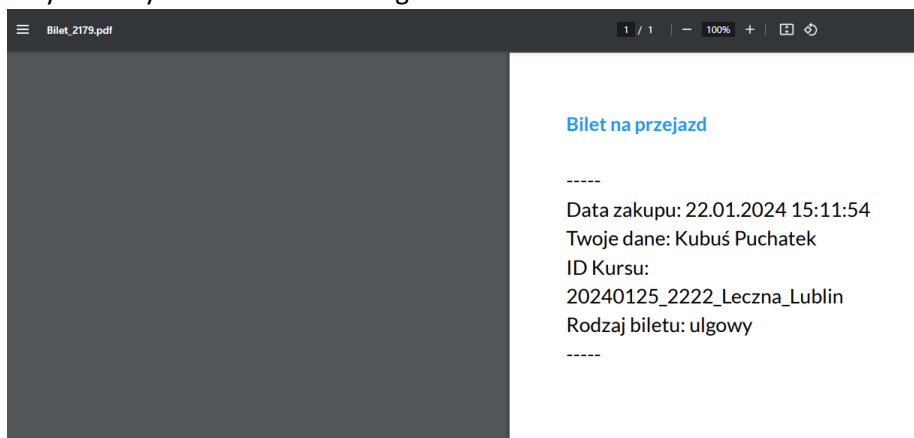 Bilet_2179.pdf
1 / 1 | — 100% + |
Bilet na przejazd
-----
Data zakupu: 22.01.2024 15:11:54
Twoje dane: Kubuś Puchatek
ID Kursu:
20240125_2222_Leczna_Lublin
Rodzaj biletu: ulgowy
-----